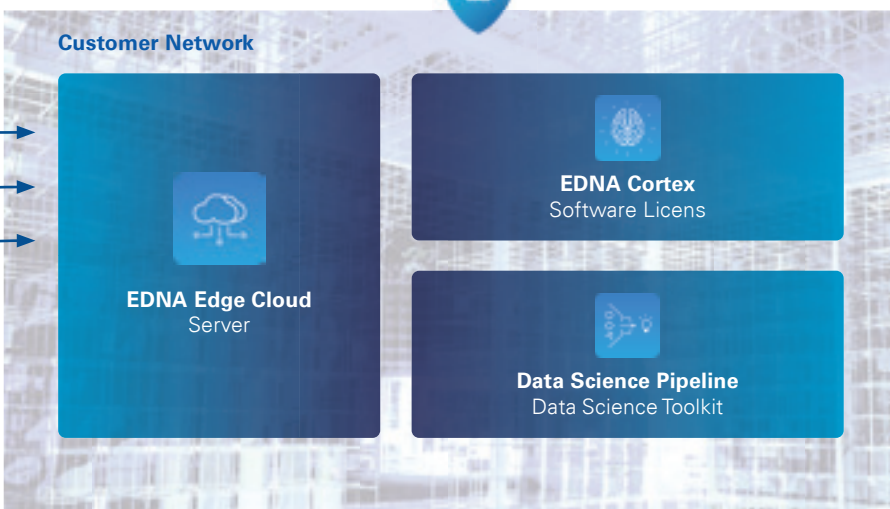 Customer Network
EDNA Edge Cloud
Server
EDNA Cortex
Software Licens
Data Science Pipeline
Data Science Toolkit